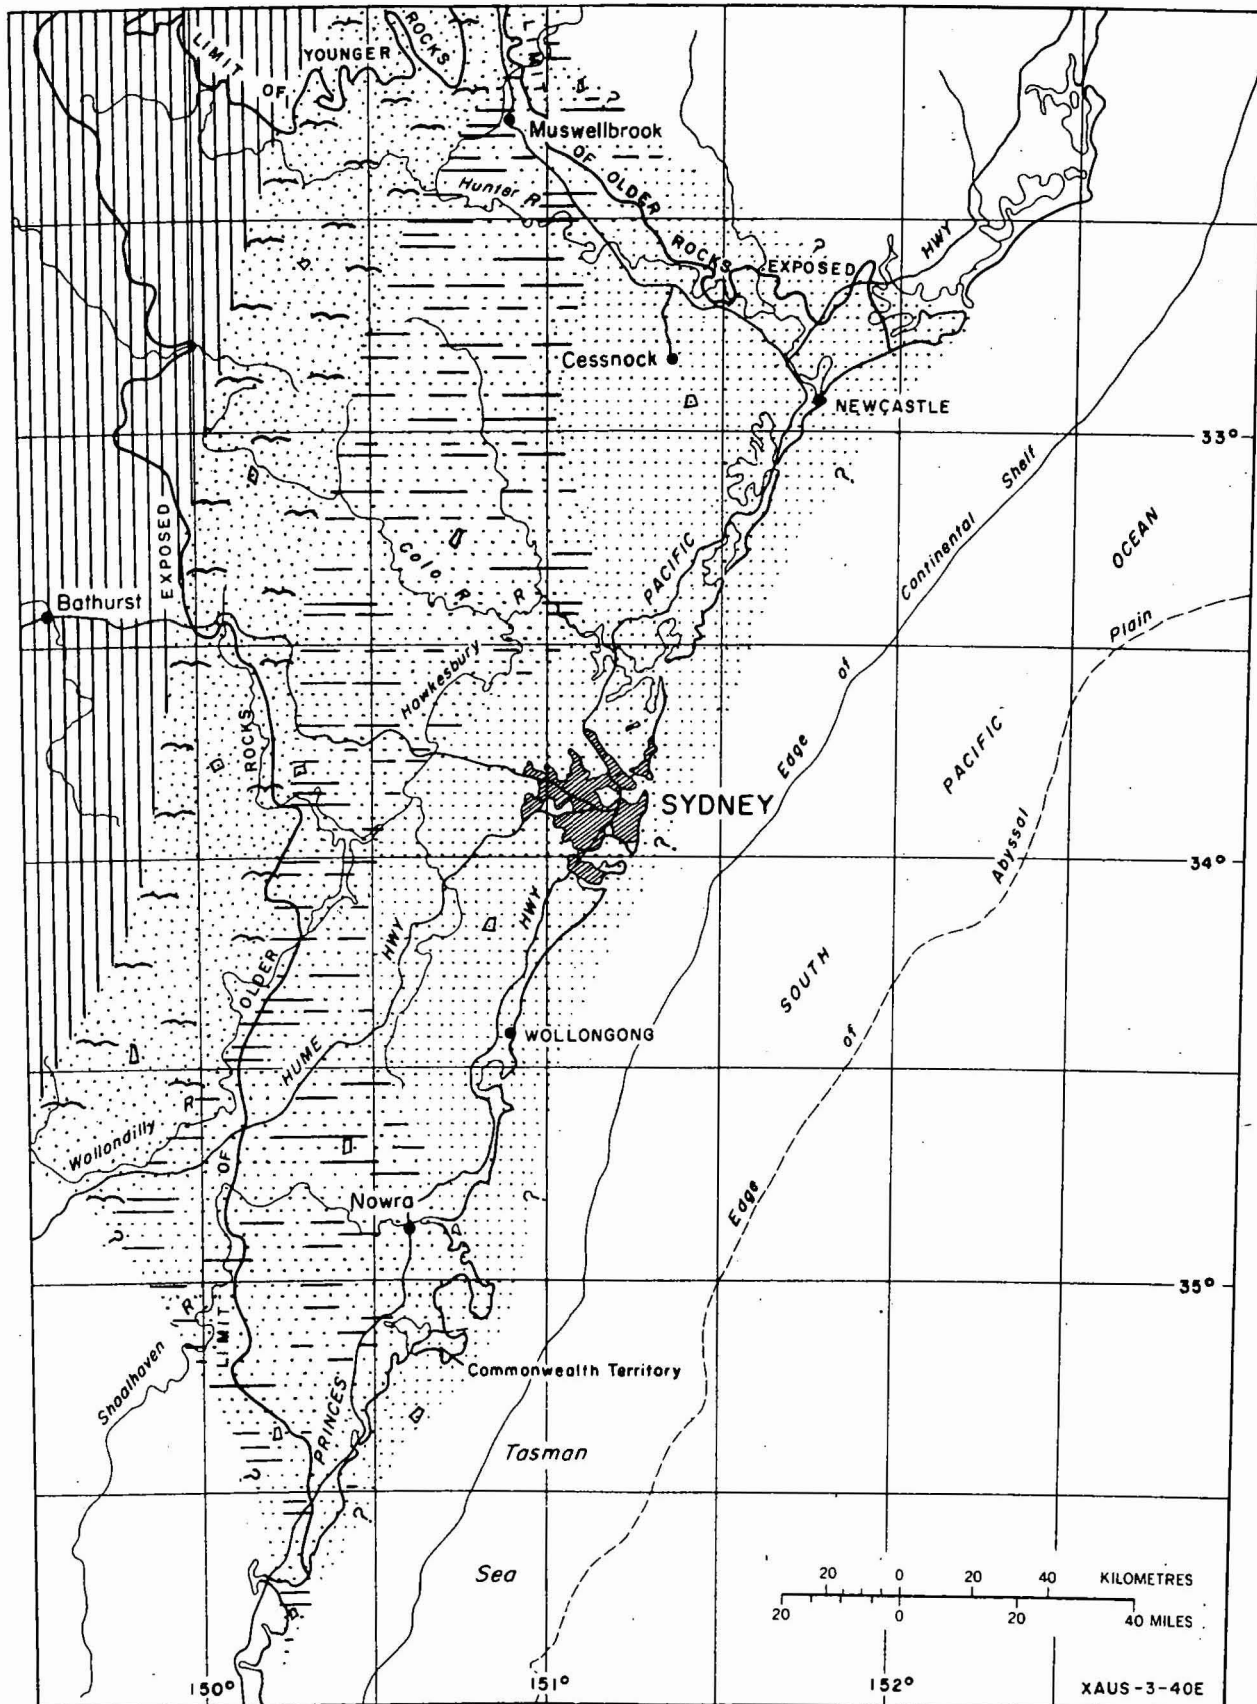 LIMIT OF YOUNGER ROCKS
LIMIT
Muswellbrook
OF OLDER ROCKS EXPOSED
Hunter R
?
?
HWY
Cessnock
NEWCASTLE
33°
?
Continental Shelf
OCEAN
EXPOSED
Colo R
R
PACIFIC
Bathurst
Plain
Hawkesbury
ROCKS
of
Edge
PACIFIC
SYDNEY
?
Abyssal
34°
HWY
HWY
OLDER
SOUTH
WOLLONGONG
of
HUME
R
Wollondilly
OF
Edge
Nowra
?
?
35°
R
LIMIT
Shoalhaven
Commonwealth Territory
PRINCES
Tasman
?
?
Sea
20 0 20 40 KILOMETRES
20 0 20 40 MILES
150° 151° 152°
XAUS-3-40E